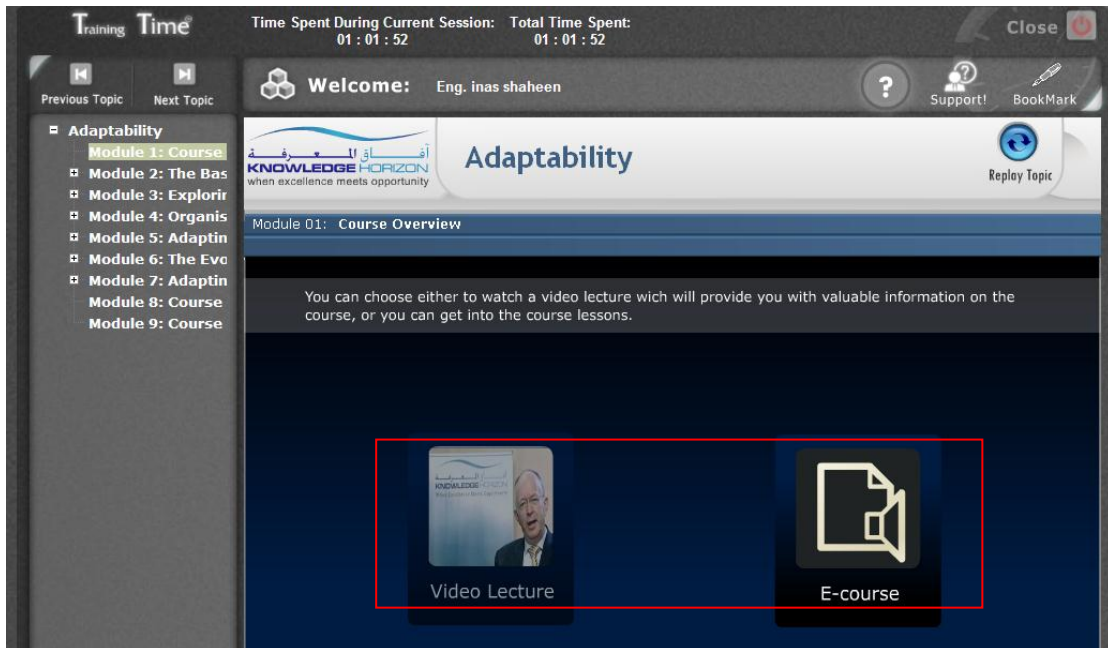 Training Time
Time Spent During Current Session:
01 : 01 : 52
Total Time Spent:
01 : 01 : 52
Close
Previous Topic
Next Topic
Welcome: Eng. inas shaheen
?
Support!
BookMark
Adaptability
Module 1: Course
Module 2: The Bas
Module 3: Explorin
Module 4: Organis
Module 5: Adaptin
Module 6: The Evo
Module 7: Adaptin
Module 8: Course
Module 9: Course
آفـــاق المـــعـــرفـــة
KNOWLEDGE HORIZON
when excellence meets opportunity
Adaptability
Replay Topic
Module 01: Course Overview
You can choose either to watch a video lecture wich will provide you with valuable information on the
course, or you can get into the course lessons.
KNOWLEDGE HORIZON
Video Lecture
E-course